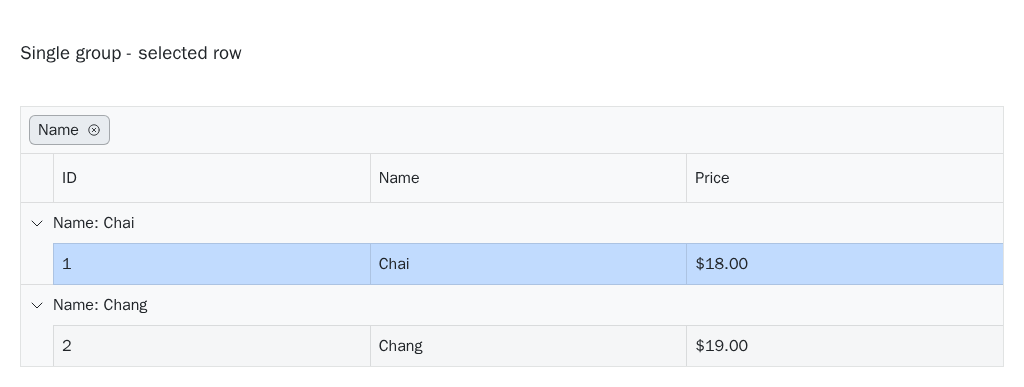 Single group - selected row
Name
ID Name Price
Name: Chai
1 Chai $18.00
Name: Chang
2 Chang $19.00